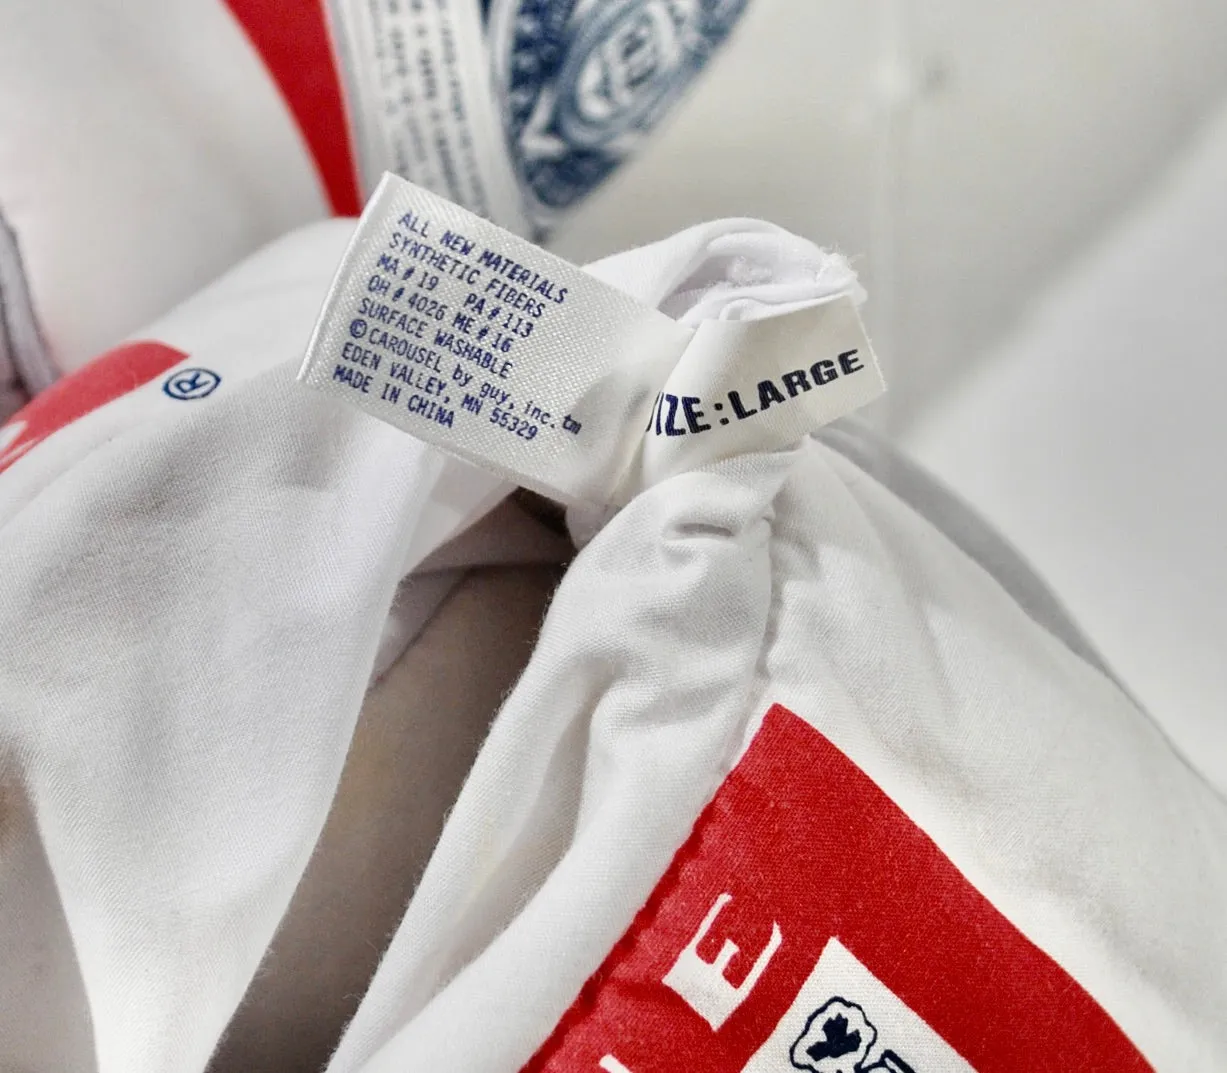 ALL NEW MATERIALS
SYNTHETIC FIBERS
MA # 19 PA # 113
OH # 4026 ME # 16
SURFACE WASHABLE
© CAROUSEL by guy, inc. ™
EDEN VALLEY, MN 55329
MADE IN CHINA
IZE:LARGE
®
E